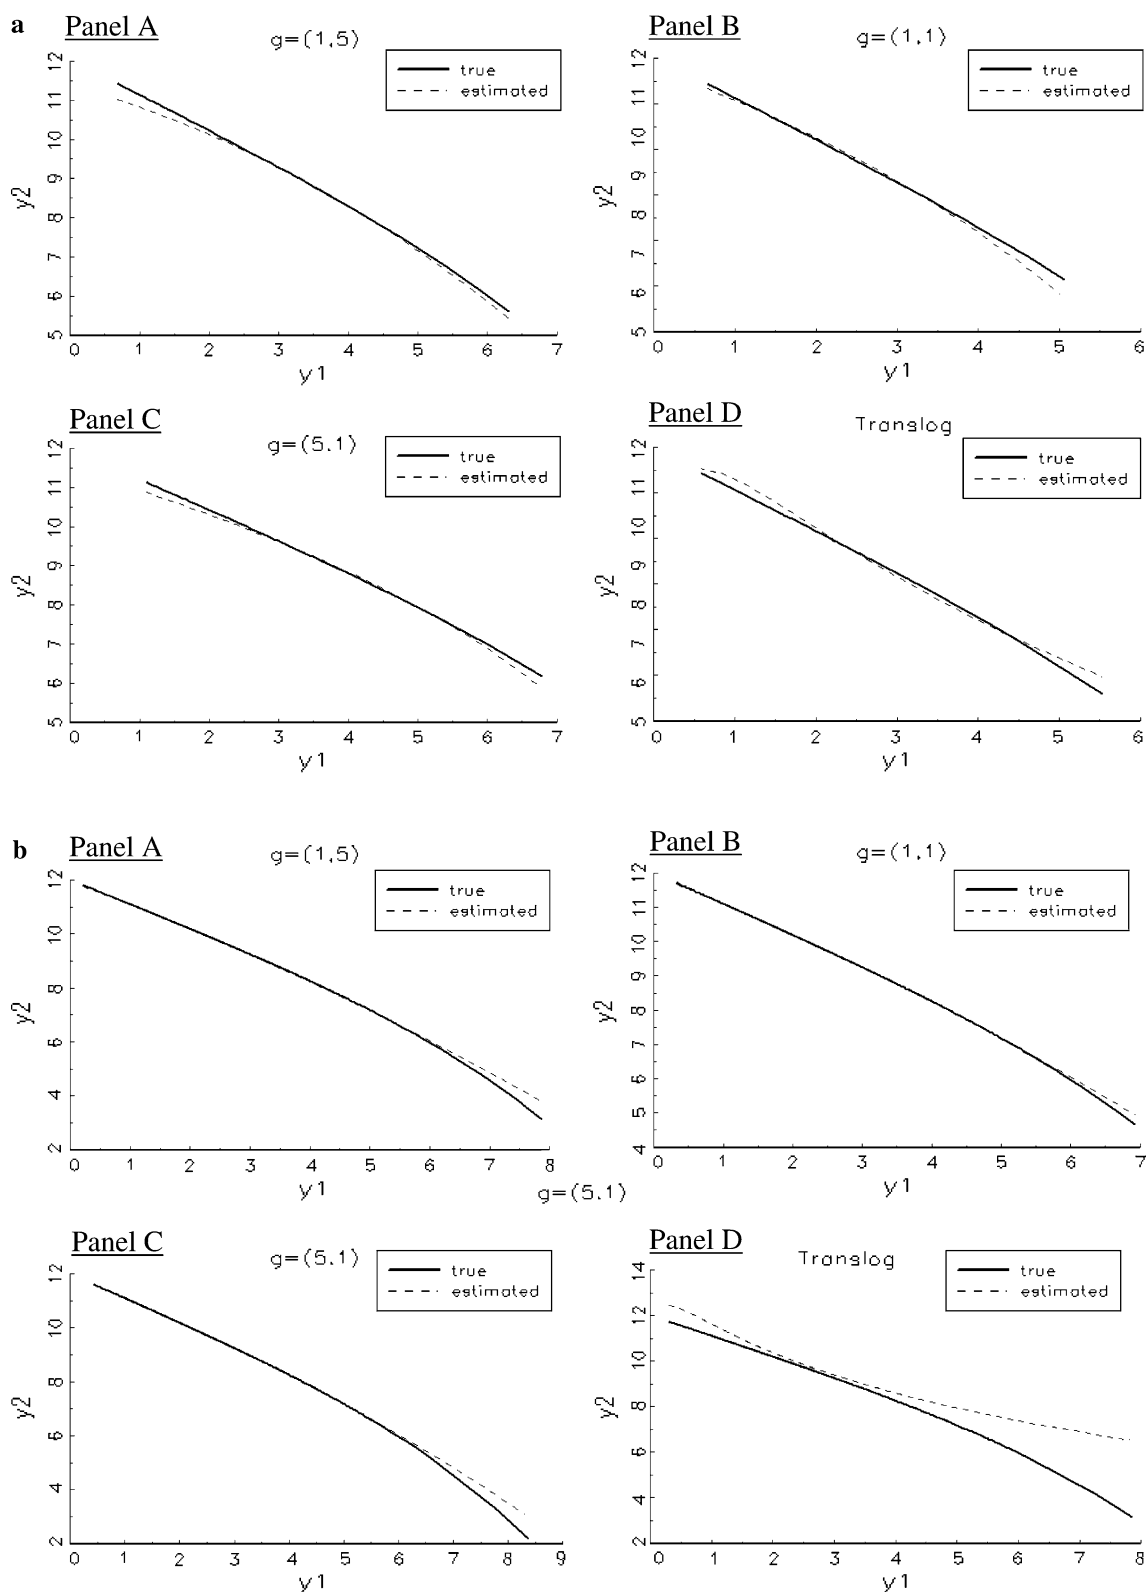 a Panel A
g=(1,5)
true
estimated
y2
5 6 7 8 9 10 11 12
0 1 2 3 4 5 6 7
y1
Panel B
g=(1,1)
true
estimated
y2
5 6 7 8 9 10 11 12
0 1 2 3 4 5 6
y1
Panel C
g=(5.1)
true
estimated
y2
5 6 7 8 9 10 11 12
0 1 2 3 4 5 6 7
y1
Panel D
Translog
true
estimated
y2
5 6 7 8 9 10 11 12
0 1 2 3 4 5 6
y1
b Panel A
g=(1,5)
true
estimated
y2
2 4 6 8 10 12
0 1 2 3 4 5 6 7 8
y1
Panel B
g=(1,1)
true
estimated
y2
4 5 6 7 8 9 10 11 12
0 1 2 3 4 5 6 7
y1
g=(5.1)
Panel C
g=(5.1)
true
estimated
y2
2 4 6 8 10 12
0 1 2 3 4 5 6 7 8 9
y1
Panel D
Translog
true
estimated
y2
2 4 6 8 10 12 14
0 1 2 3 4 5 6 7 8
y1